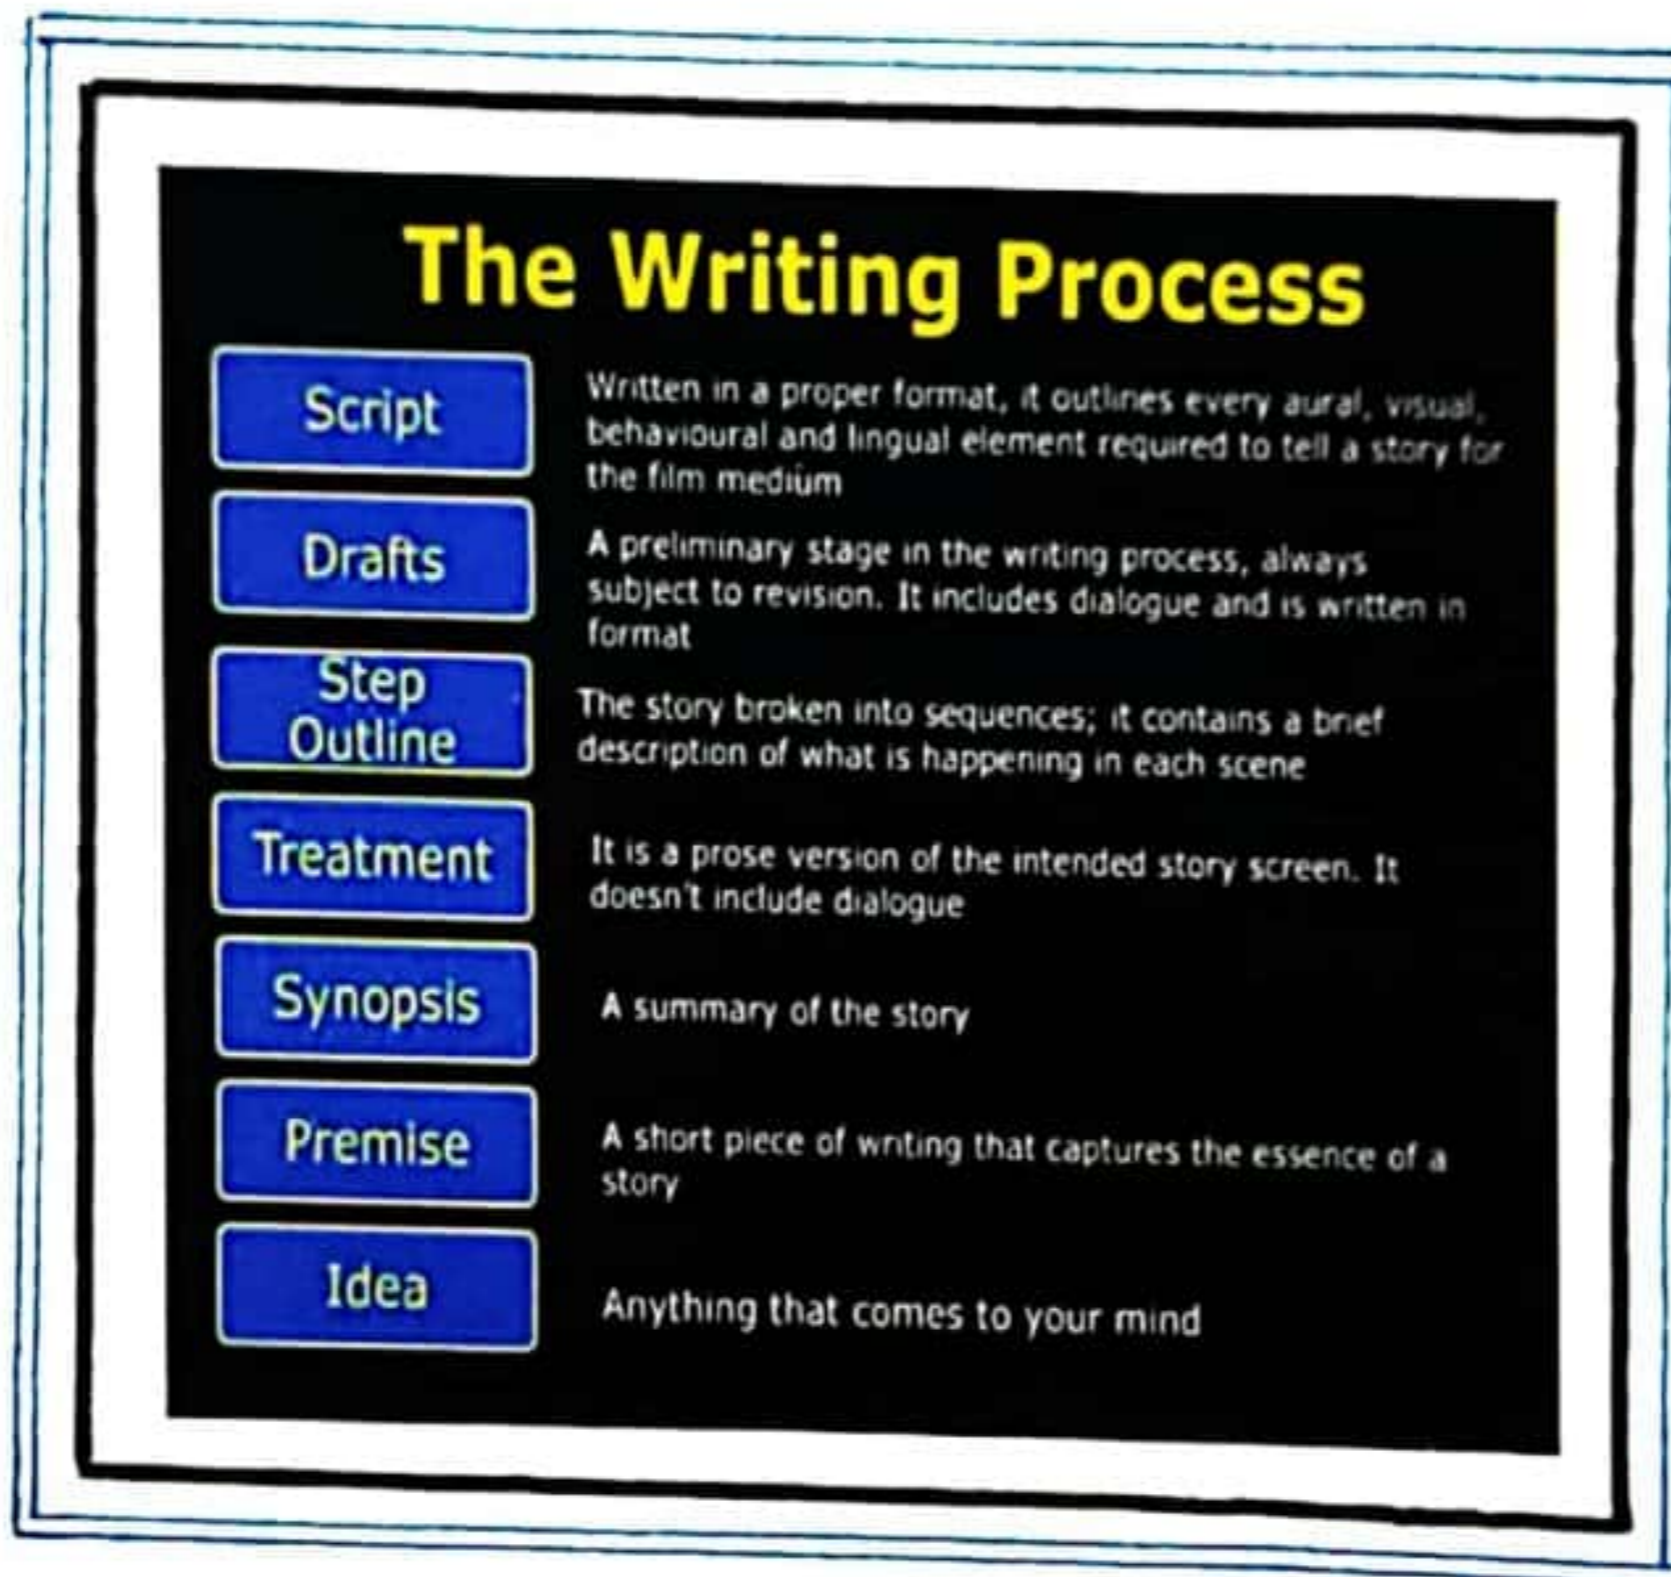 The Writing Process
Script
Written in a proper format, it outlines every aural, visual,
behavioural and lingual element required to tell a story for
the film medium
Drafts
A preliminary stage in the writing process, always
subject to revision. It includes dialogue and is written in
format
Step
Outline
The story broken into sequences; it contains a brief
description of what is happening in each scene
Treatment
It is a prose version of the intended story screen. It
doesn't include dialogue
Synopsis
A summary of the story
Premise
A short piece of writing that captures the essence of a
story
Idea
Anything that comes to your mind